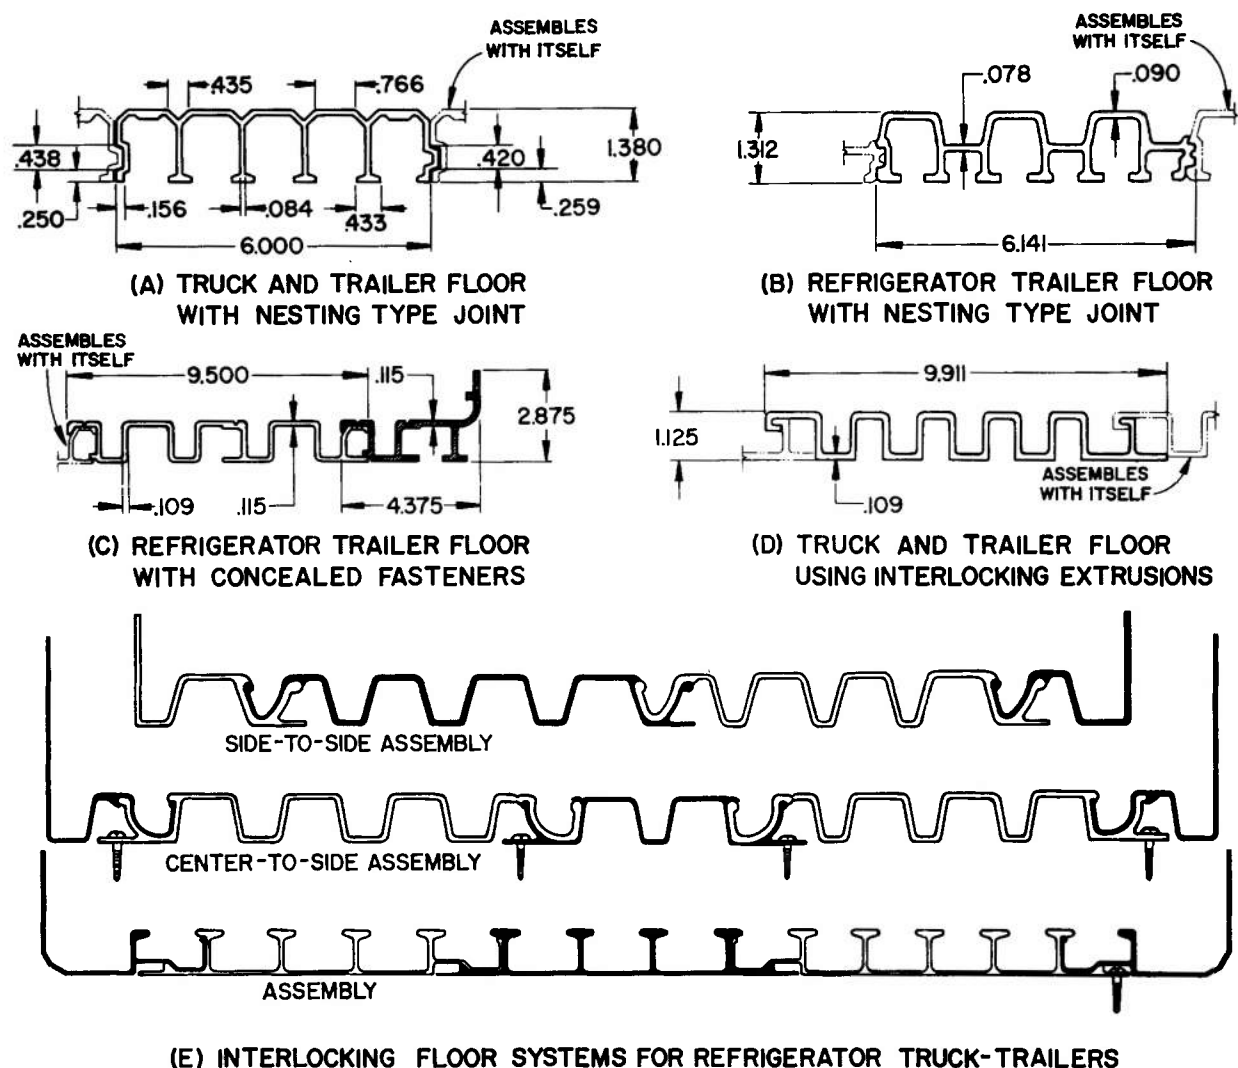 ASSEMBLES
WITH ITSELF
.435
.766
.438
.420
1.380
.250
.156
.084
.433
.259
6.000
(A) TRUCK AND TRAILER FLOOR
WITH NESTING TYPE JOINT
ASSEMBLES
WITH ITSELF
.078
.090
1.312
6.141
(B) REFRIGERATOR TRAILER FLOOR
WITH NESTING TYPE JOINT
ASSEMBLES
WITH ITSELF
9.500
.115
2.875
.109
.115
4.375
(C) REFRIGERATOR TRAILER FLOOR
WITH CONCEALED FASTENERS
9.911
1.125
ASSEMBLES
WITH ITSELF
.109
(D) TRUCK AND TRAILER FLOOR
USING INTERLOCKING EXTRUSIONS
SIDE-TO-SIDE ASSEMBLY
CENTER-TO-SIDE ASSEMBLY
ASSEMBLY
(E) INTERLOCKING FLOOR SYSTEMS FOR REFRIGERATOR TRUCK-TRAILERS